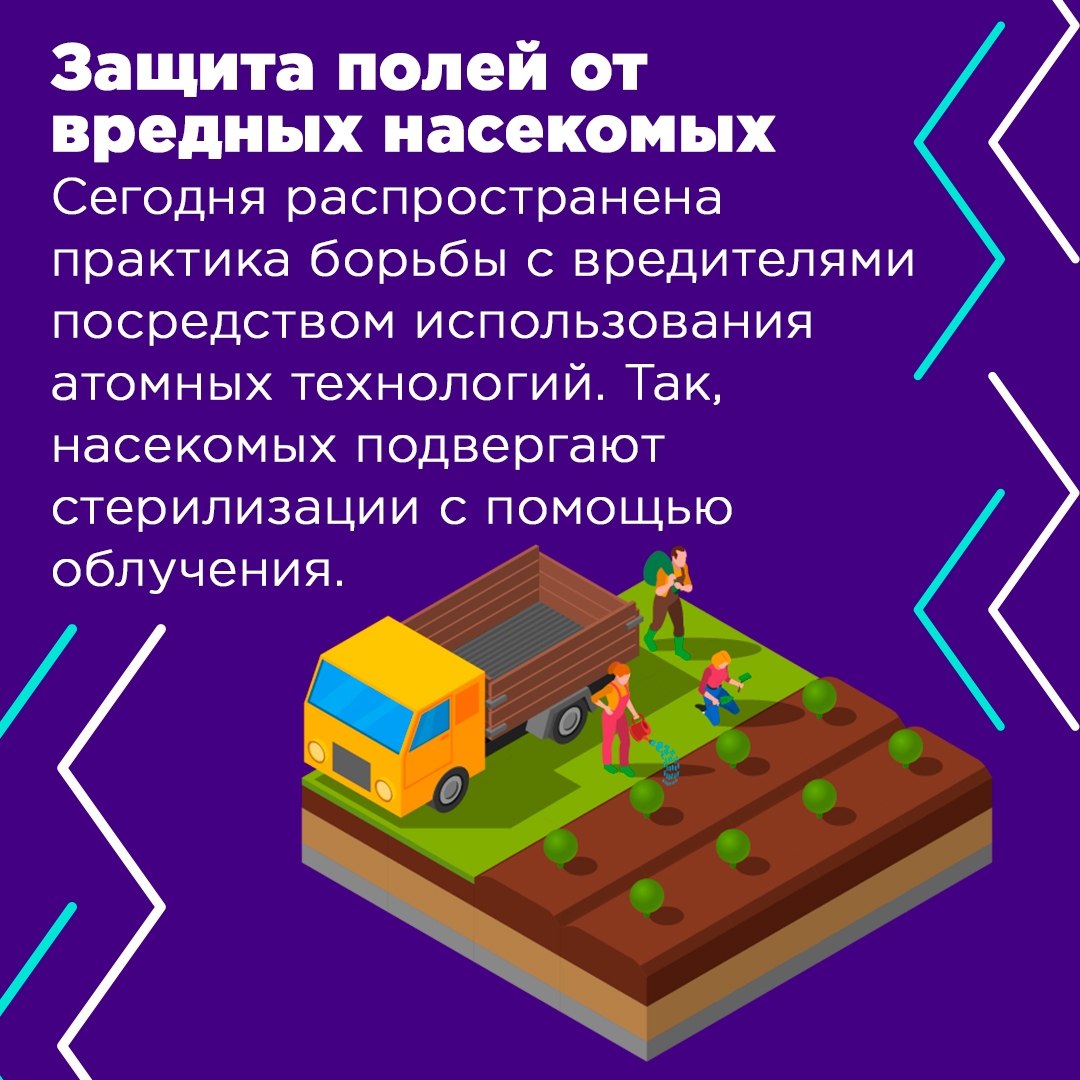 Защита полей от
вредных насекомых
Сегодня распространена
практика борьбы с вредителями
посредством использования
атомных технологий. Так,
насекомых подвергают
стерилизации с помощью
облучения.